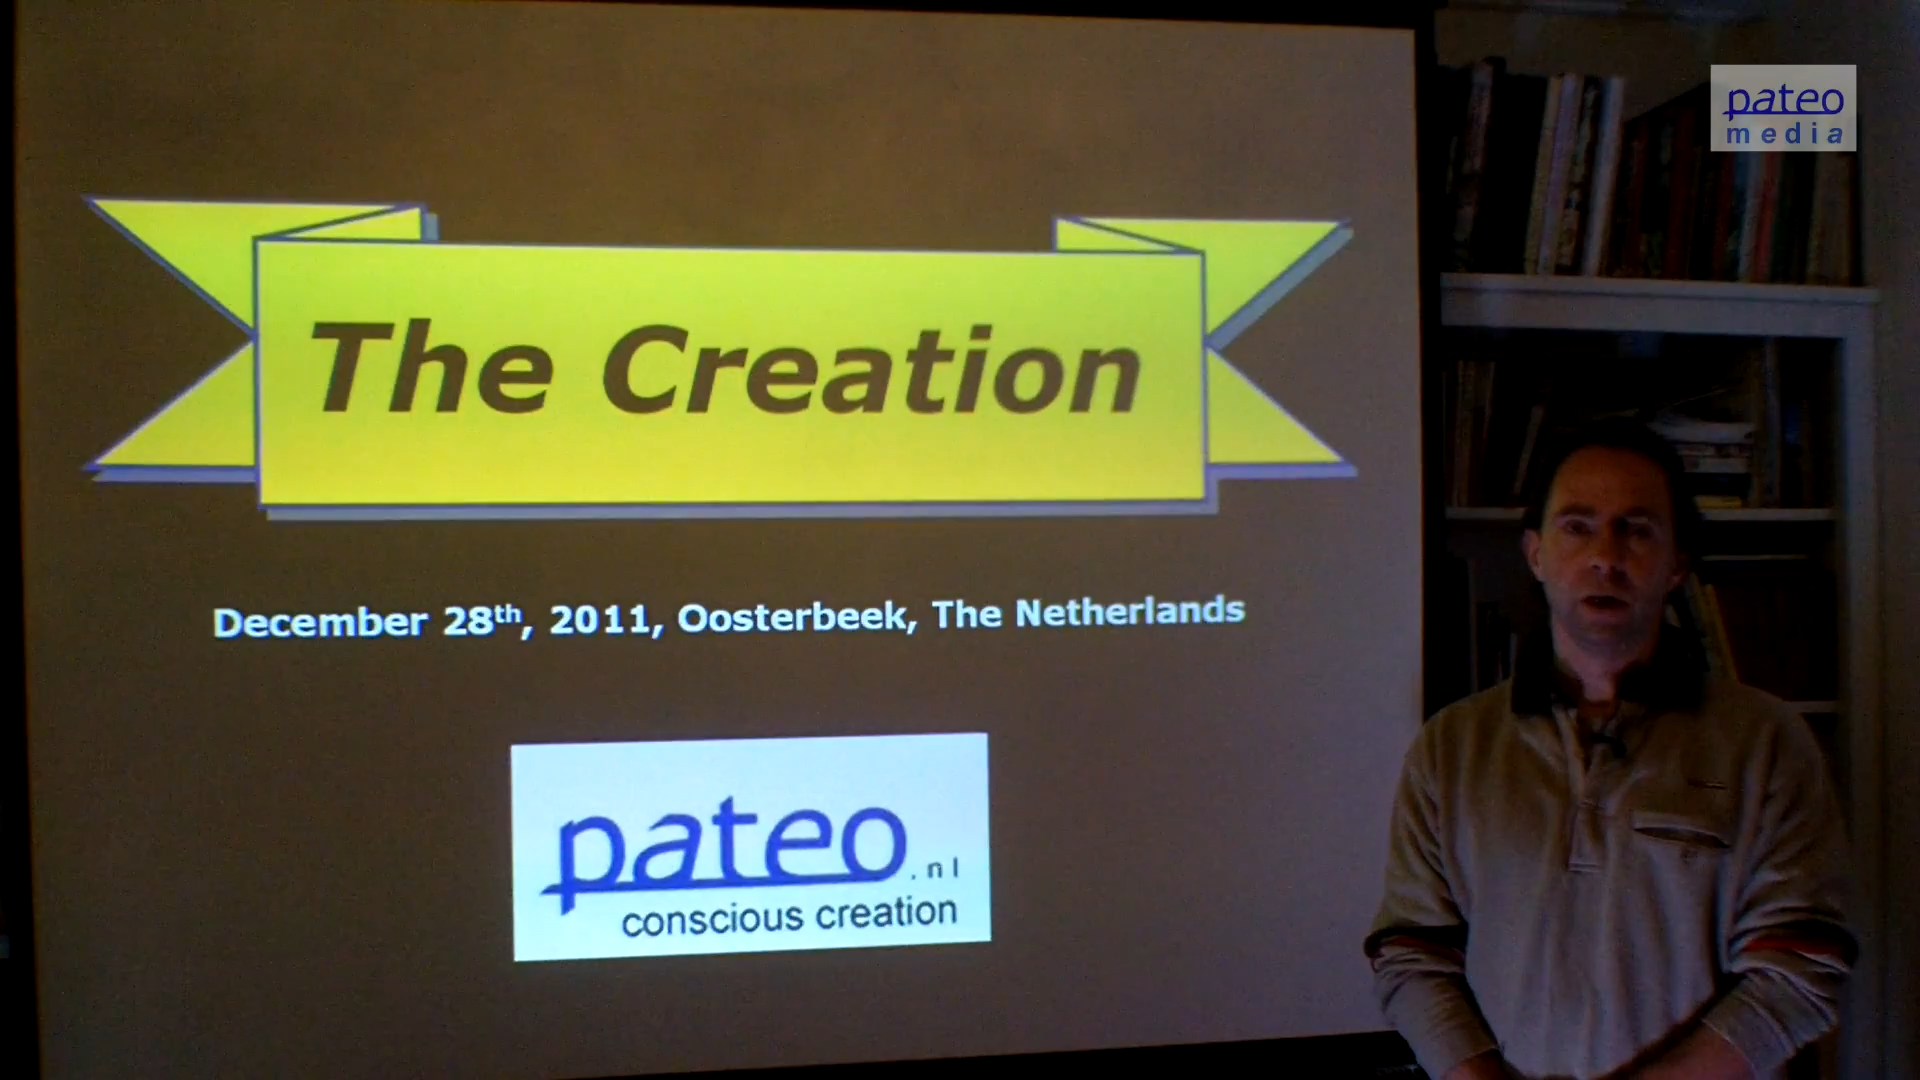 pateo
media
The Creation
December 28th, 2011, Oosterbeek, The Netherlands
pateo.nl
conscious creation